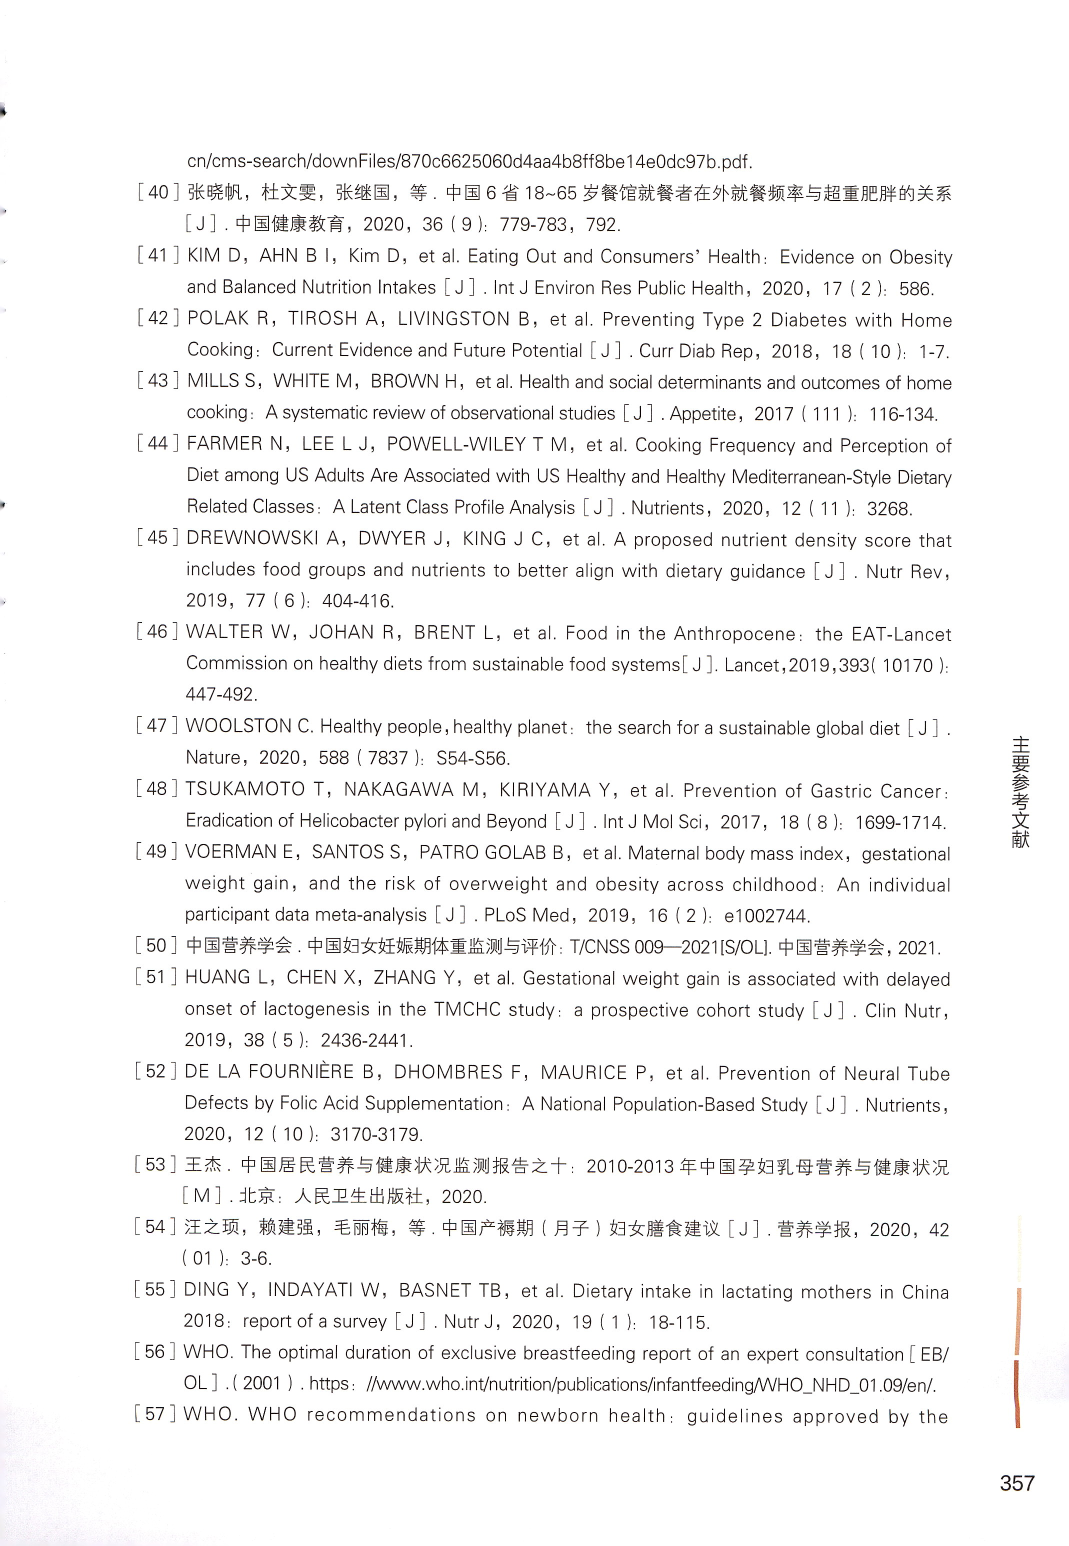 cn/cms-search/downFiles/870c6625060d4aa4b8ff8be14e0dc97b.pdf.
[40] 张晓帆，杜文雯，张继国，等．中国 6 省 18~65 岁餐馆就餐者在外就餐频率与超重肥胖的关系
[J]．中国健康教育，2020，36（9）：779-783，792.
[41] KIM D，AHN B I，Kim D，et al. Eating Out and Consumers' Health：Evidence on Obesity
and Balanced Nutrition Intakes [J]．Int J Environ Res Public Health，2020，17（2）：586.
[42] POLAK R，TIROSH A，LIVINGSTON B，et al. Preventing Type 2 Diabetes with Home
Cooking：Current Evidence and Future Potential [J]．Curr Diab Rep，2018，18（10）：1-7.
[43] MILLS S，WHITE M，BROWN H，et al. Health and social determinants and outcomes of home
cooking：A systematic review of observational studies [J]．Appetite，2017（111）：116-134.
[44] FARMER N，LEE L J，POWELL-WILEY T M，et al. Cooking Frequency and Perception of
Diet among US Adults Are Associated with US Healthy and Healthy Mediterranean-Style Dietary
Related Classes：A Latent Class Profile Analysis [J]．Nutrients，2020，12（11）：3268.
[45] DREWNOWSKI A，DWYER J，KING J C，et al. A proposed nutrient density score that
includes food groups and nutrients to better align with dietary guidance [J]．Nutr Rev，
2019，77（6）：404-416.
[46] WALTER W，JOHAN R，BRENT L，et al. Food in the Anthropocene：the EAT-Lancet
Commission on healthy diets from sustainable food systems[J]. Lancet,2019,393(10170)：
447-492.
[47] WOOLSTON C. Healthy people, healthy planet：the search for a sustainable global diet [J]．
Nature，2020，588（7837）：S54-S56.
[48] TSUKAMOTO T，NAKAGAWA M，KIRIYAMA Y，et al. Prevention of Gastric Cancer：
Eradication of Helicobacter pylori and Beyond [J]．Int J Mol Sci，2017，18（8）：1699-1714.
[49] VOERMAN E，SANTOS S，PATRO GOLAB B，et al. Maternal body mass index，gestational
weight gain，and the risk of overweight and obesity across childhood：An individual
participant data meta-analysis [J]．PLoS Med，2019，16（2）：e1002744.
[50] 中国营养学会．中国妇女妊娠期体重监测与评价：T/CNSS 009—2021[S/OL]. 中国营养学会，2021.
[51] HUANG L，CHEN X，ZHANG Y，et al. Gestational weight gain is associated with delayed
onset of lactogenesis in the TMCHC study：a prospective cohort study [J]．Clin Nutr，
2019，38（5）：2436-2441.
[52] DE LA FOURNIÈRE B，DHOMBRES F，MAURICE P，et al. Prevention of Neural Tube
Defects by Folic Acid Supplementation：A National Population-Based Study [J]．Nutrients，
2020，12（10）：3170-3179.
[53] 王杰．中国居民营养与健康状况监测报告之十：2010-2013 年中国孕妇乳母营养与健康状况
[M]．北京：人民卫生出版社，2020.
[54] 汪之顼，赖建强，毛丽梅，等．中国产褥期（月子）妇女膳食建议 [J]．营养学报，2020，42
（01）：3-6.
[55] DING Y，INDAYATI W，BASNET TB，et al. Dietary intake in lactating mothers in China
2018：report of a survey [J]．Nutr J，2020，19（1）：18-115.
[56] WHO. The optimal duration of exclusive breastfeeding report of an expert consultation [EB/
OL]．(2001)．https：//www.who.int/nutrition/publications/infantfeeding/WHO_NHD_01.09/en/.
[57] WHO. WHO recommendations on newborn health：guidelines approved by the
主要参考文献
357